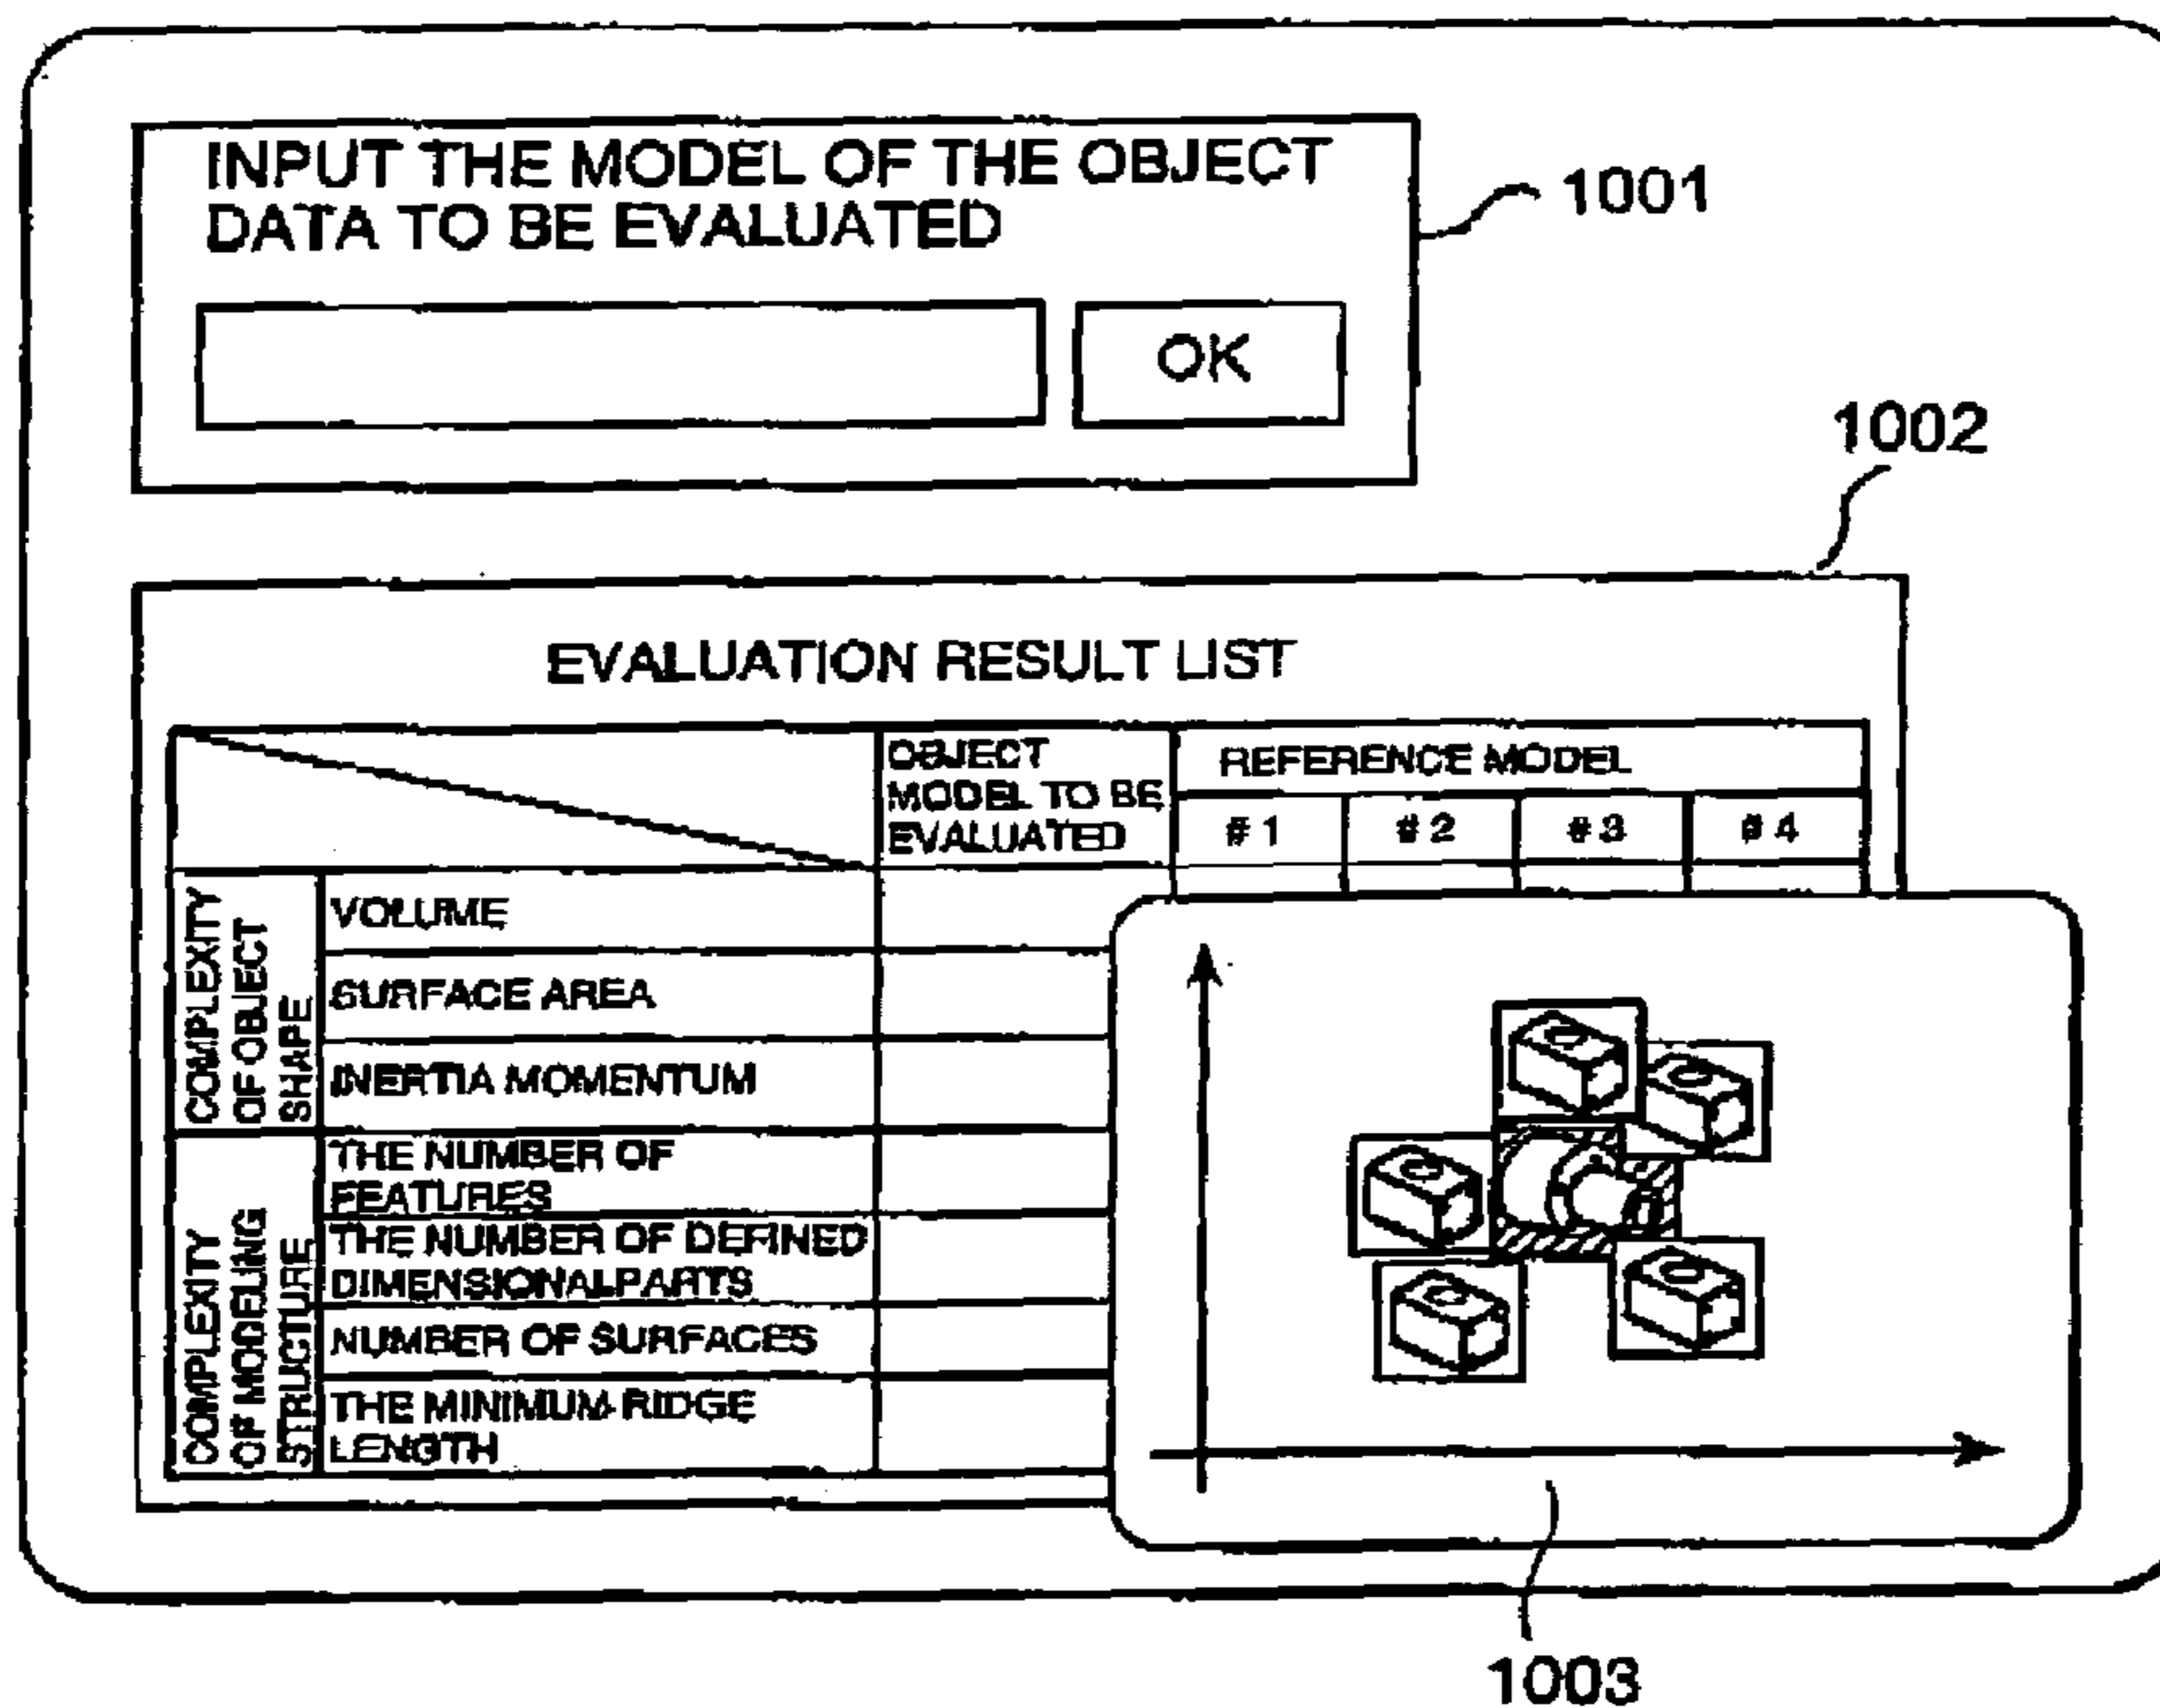 INPUT THE MODEL OF THE OBJECT
DATA TO BE EVALUATED
1001
OK
1002
EVALUATION RESULT LIST
OBJECT
MODEL TO BE
EVALUATED
REFERENCE MODEL
#1
#2
#3
#4
COMPLEXITY
OF OBJECT
SHAPE
VOLUME
SURFACE AREA
INERTIA MOMENTUM
COMPLEXITY
OF MODELING
STRUCTURE
THE NUMBER OF
FEATURES
THE NUMBER OF DEFINED
DIMENSIONALPARTS
NUMBER OF SURFACES
THE MINIMUM RIDGE
LENGTH
1003